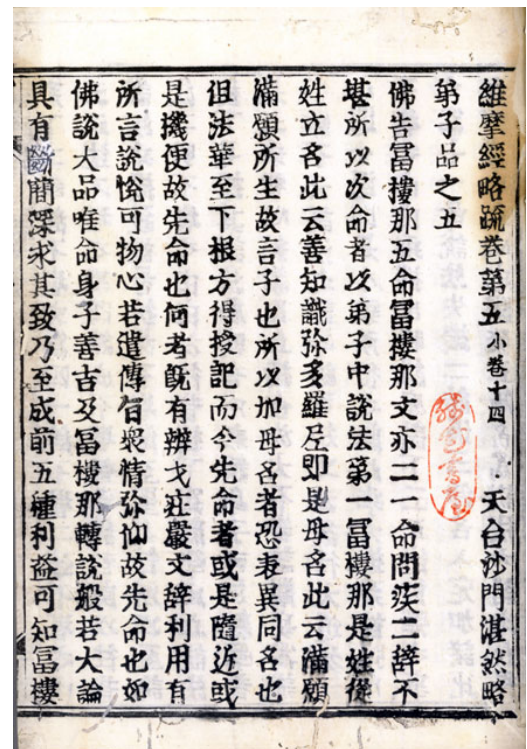 維摩經略疏卷第五 小卷十四 天台沙門湛然略
弟子品之五
佛告冨樓那五命冨樓那文亦二一命問疾二辭不
堪所以次命者以弟子中說法第一冨樓那是姓從
姓立名此云善知識弥多羅尼即是母名此云滿願
滿願所生故言子也所以加母名者恐表異同名也
但法華至下根方得授記而今先命者或是隨近或
是機便故先命也何者旣有辨才莊嚴文辭利用有
所言說悅可物心若遣傳旨衆情弥仰故先命也如
佛說大品唯命身子善吉及冨樓那轉說般若大論
具有斷簡深求其致乃至成前五種利益可知冨樓